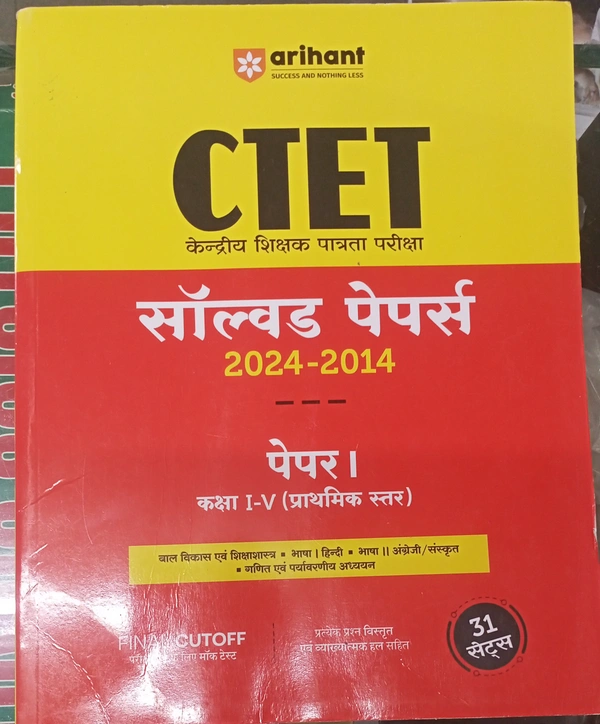 arihant
SUCCESS AND NOTHING LESS
CTET
केन्द्रीय शिक्षक पात्रता परीक्षा
सॉल्वड पेपर्स
2024-2014
पेपर I
कक्षा I-V (प्राथमिक स्तर)
बाल विकास एवं शिक्षाशास्त्र ▪ भाषा I हिन्दी ▪ भाषा II अंग्रेजी/संस्कृत
▪ गणित एवं पर्यावरणीय अध्ययन
FINAL CUTOFF
लिए मॉक टेस्ट
प्रत्येक प्रश्न विस्तृत
एवं व्याख्यात्मक हल सहित
31
सेट्स